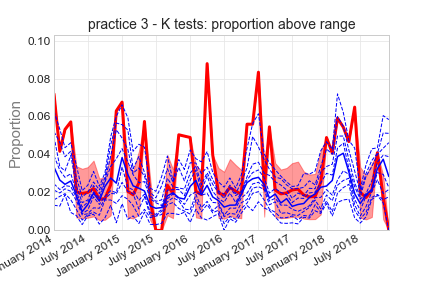 practice 3 - K tests: proportion above range
0.10
0.08
0.06
0.04
0.02
0.00
Proportion
nuary 2014
July 2014
January 2015
July 2015
January 2016
July 2016
January 2017
July 2017
January 2018
July 2018